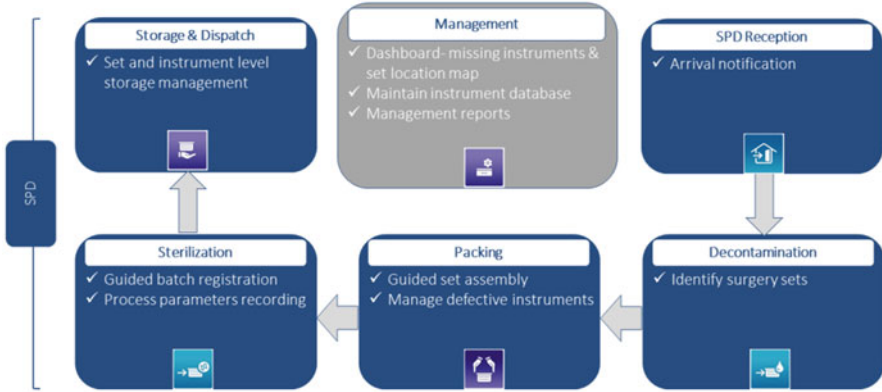 Storage & Dispatch
✓ Set and instrument level
storage management
Management
✓ Dashboard- missing instruments &
set location map
✓ Maintain instrument database
✓ Management reports
SPD Reception
✓ Arrival notification
SPD
Sterilization
✓ Guided batch registration
✓ Process parameters recording
Packing
✓ Guided set assembly
✓ Manage defective instruments
Decontamination
✓ Identify surgery sets